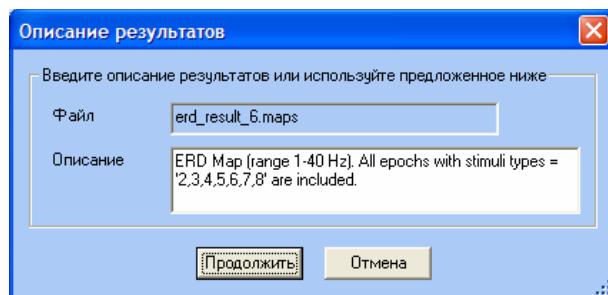 Описание результатов
Введите описание результатов или используйте предложенное ниже
Файл
erd_result_6.maps
Описание
ERD Map (range 1-40 Hz). All epochs with stimuli types =
'2,3,4,5,6,7,8' are included.
Продолжить
Отмена